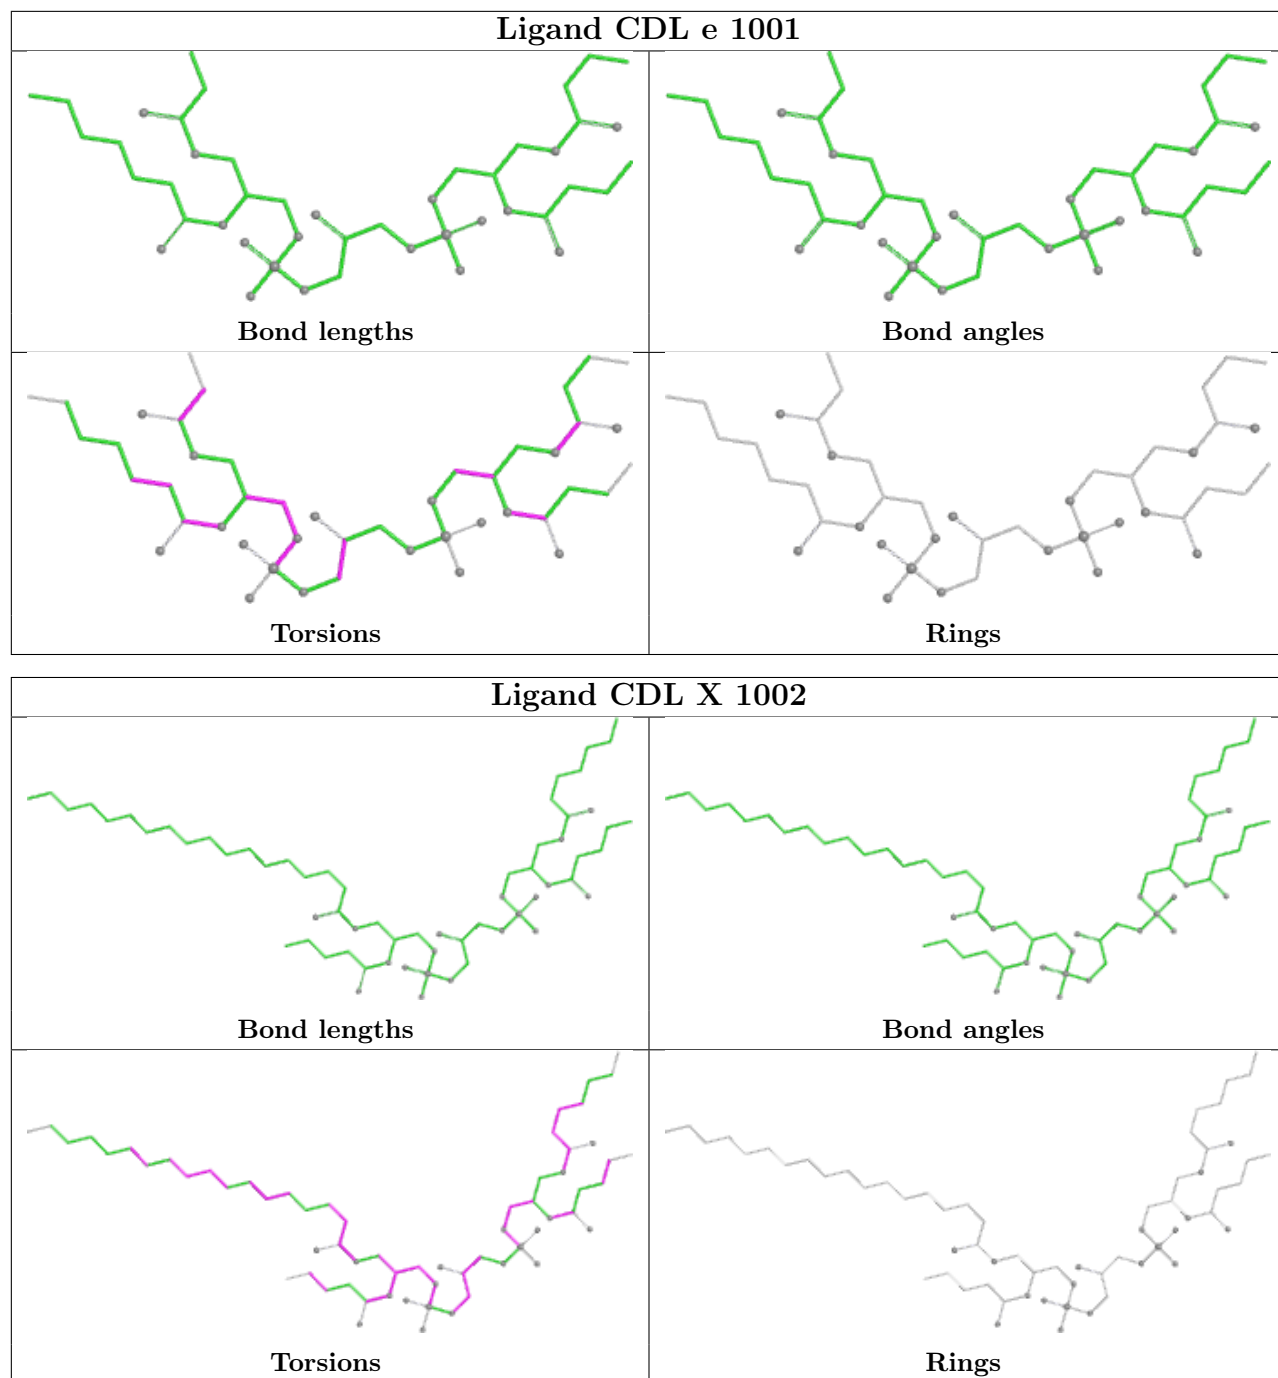 Ligand CDL e 1001
Bond lengths
Bond angles
Torsions
Rings
Ligand CDL X 1002
Bond lengths
Bond angles
Torsions
Rings